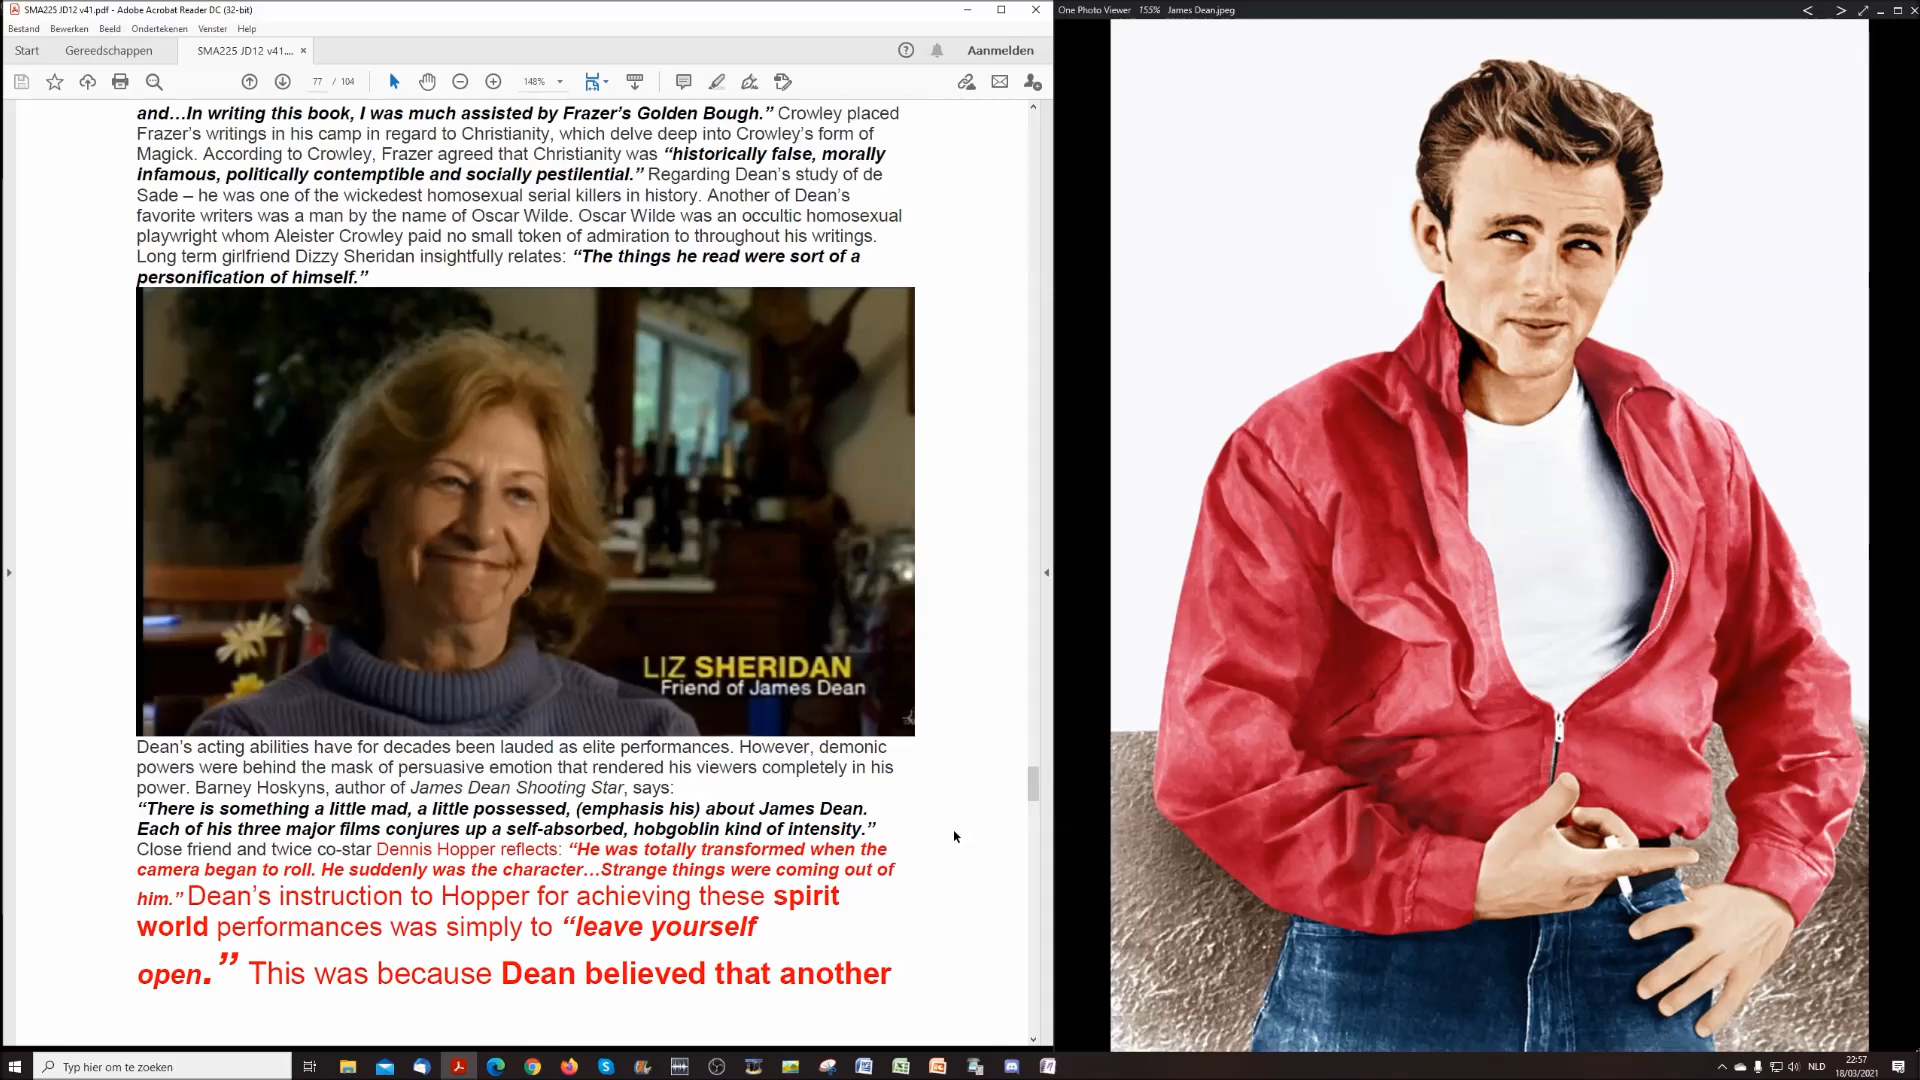 SMA225 JD12 v41.pdf - Adobe Acrobat Reader DC (32-bit)
Bestand Bewerken Beeld Ondertekenen Venster Help
Start Gereedschappen SMA225 JD12 v41.... × Aanmelden
77 / 104 148%
and…In writing this book, I was much assisted by Frazer’s Golden Bough.” Crowley placed
Frazer’s writings in his camp in regard to Christianity, which delve deep into Crowley’s form of
Magick. According to Crowley, Frazer agreed that Christianity was “historically false, morally
infamous, politically contemptible and socially pestilential.” Regarding Dean’s study of de
Sade – he was one of the wickedest homosexual serial killers in history. Another of Dean’s
favorite writers was a man by the name of Oscar Wilde. Oscar Wilde was an occultic homosexual
playwright whom Aleister Crowley paid no small token of admiration to throughout his writings.
Long term girlfriend Dizzy Sheridan insightfully relates: “The things he read were sort of a
personification of himself.”
LIZ SHERIDAN
Friend of James Dean
Dean’s acting abilities have for decades been lauded as elite performances. However, demonic
powers were behind the mask of persuasive emotion that rendered his viewers completely in his
power. Barney Hoskyns, author of James Dean Shooting Star, says:
“There is something a little mad, a little possessed, (emphasis his) about James Dean.
Each of his three major films conjures up a self-absorbed, hobgoblin kind of intensity.”
Close friend and twice co-star Dennis Hopper reflects: “He was totally transformed when the
camera began to roll. He suddenly was the character…Strange things were coming out of
him.” Dean’s instruction to Hopper for achieving these spirit
world performances was simply to “leave yourself
open.” This was because Dean believed that another
One Photo Viewer 155% James Dean.jpeg
Typ hier om te zoeken
NLD
22:57
18/03/2021